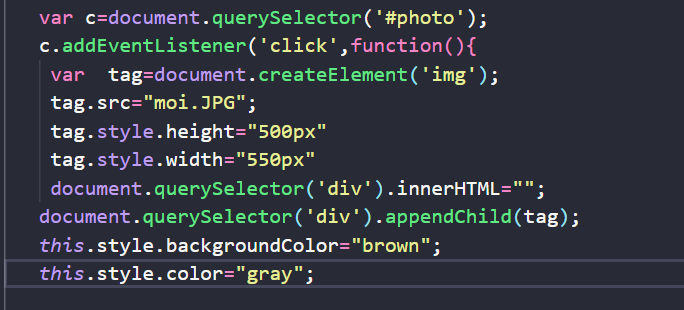 var c=document.querySelector('#photo');
c.addEventListener('click',function(){
var  tag=document.createElement('img');
tag.src="moi.JPG";
tag.style.height="500px"
tag.style.width="550px"
document.querySelector('div').innerHTML="";
document.querySelector('div').appendChild(tag);
this.style.backgroundColor="brown";
this.style.color="gray";